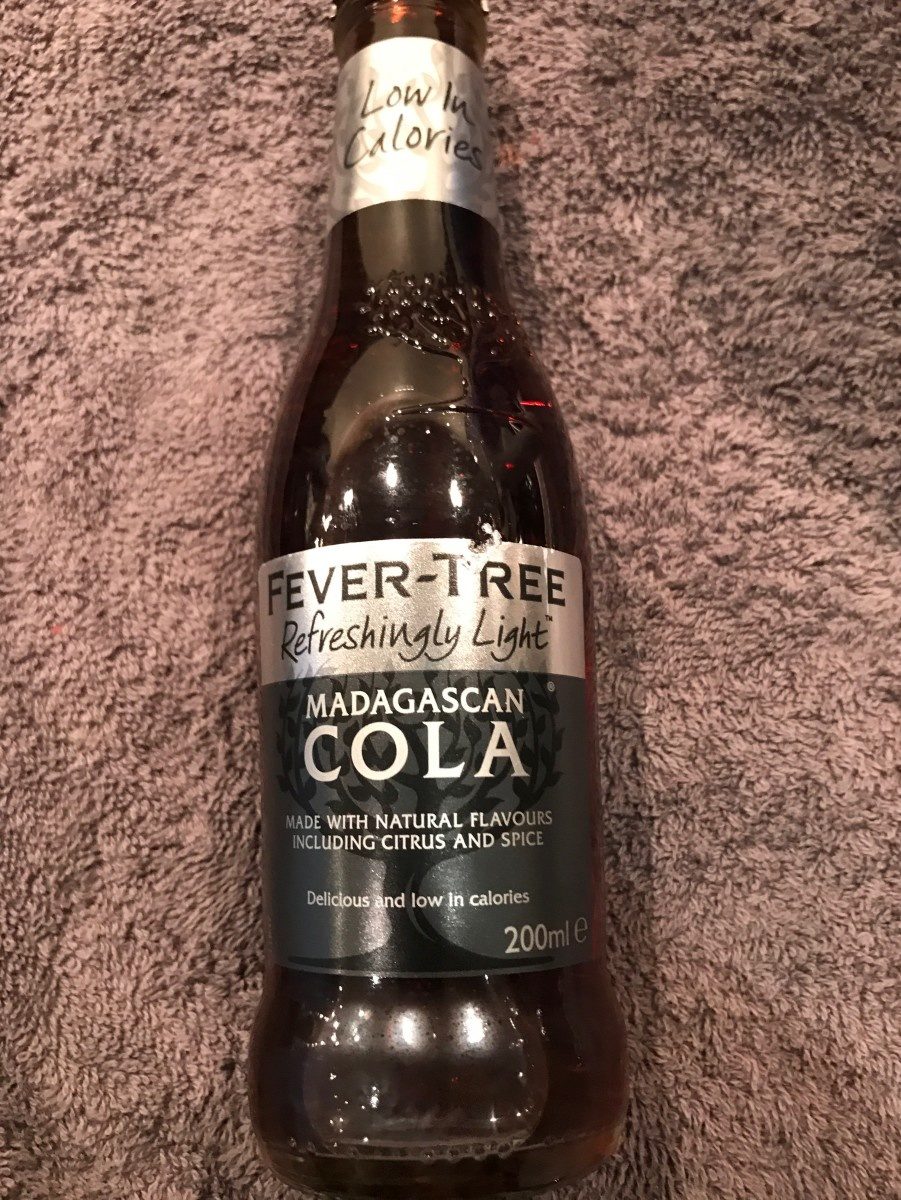 Low In
Calories
FEVER-TREE
Refreshingly Light™
MADAGASCAN®
COLA
MADE WITH NATURAL FLAVOURS
INCLUDING CITRUS AND SPICE
Delicious and low in calories
200ml ℮